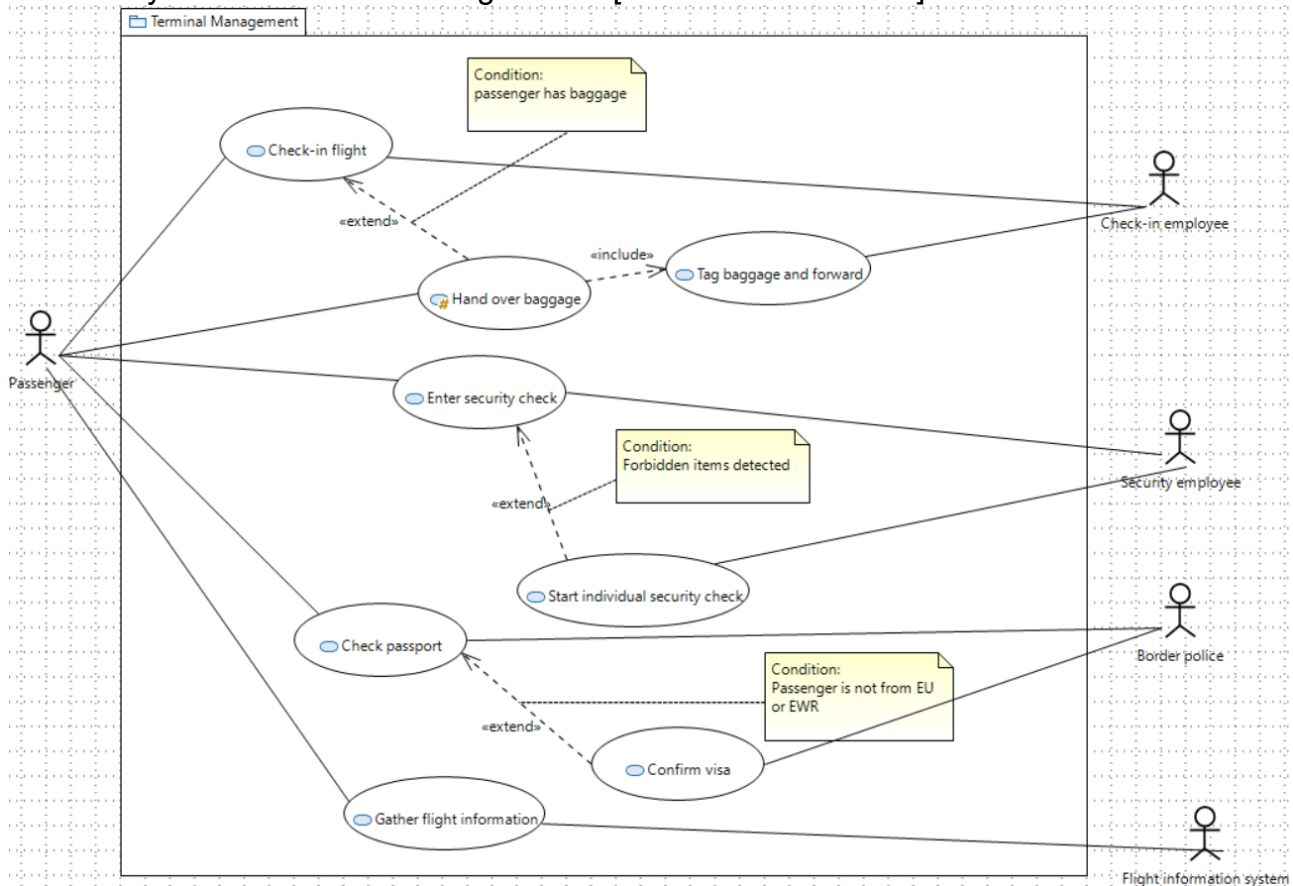 Terminal Management
Condition:
passenger has baggage
Check-in flight
«extend»
Check-in employee
«include»
Tag baggage and forward
Hand over baggage
Passenger
Enter security check
Condition:
Forbidden items detected
Security employee
«extend»
Start individual security check
Check passport
Border police
Condition:
Passenger is not from EU
or EWR
«extend»
Confirm visa
Gather flight information
Flight information system